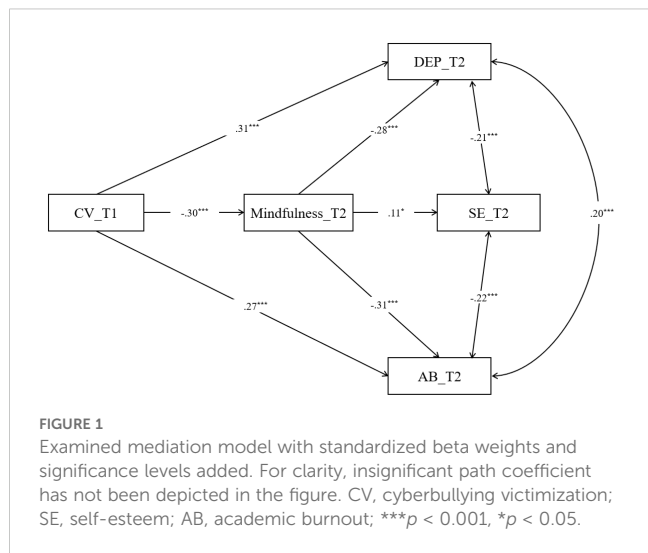 DEP_T2
.31***
-.28***
-.21***
CV_T1
-.30***
Mindfulness_T2
.11*
SE_T2
.20***
.27***
-.31***
-.22***
AB_T2
FIGURE 1
Examined mediation model with standardized beta weights and
significance levels added. For clarity, insignificant path coefficient
has not been depicted in the figure. CV, cyberbullying victimization;
SE, self-esteem; AB, academic burnout; ***p < 0.001, *p < 0.05.